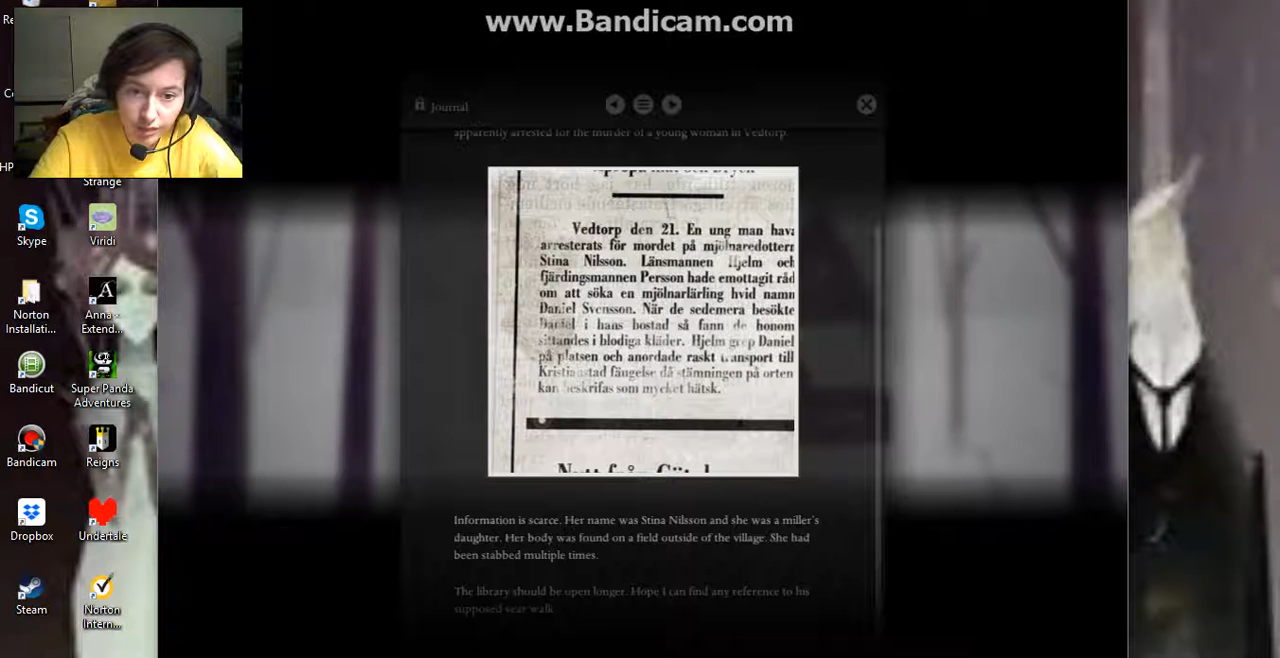 www.Bandicam.com
Journal
apparently arrested for the murder of a young woman in Vedtorp.
Vedtorp den 21. En ung man hava
arresterats för mordet på mjölnaredottern
Stina Nilsson. Länsmannen Hjelm och
fjärdingsmannen Persson hade emottagit råd
om att söka en mjölnarlärling hvid namn
Daniel Svensson. När de sedemera besökte
Daniel i hans bostad så fann de honom
sittandes i blodiga kläder. Hjelm grep Daniel
på platsen och anordade raskt transport till
Kristianstad fängelse då stämningen på orten
kan beskrifas som mycket hätsk.
Information is scarce. Her name was Stina Nilsson and she was a miller's
daughter. Her body was found on a field outside of the village. She had
been stabbed multiple times.
The library should be open longer. Hope I can find any reference to his
supposed year walk
HP
Strange
Skype
Viridi
Norton
Installati...
Anna -
Extend...
Bandicut
Super Panda
Adventures
Bandicam
Reigns
Dropbox
Undertale
Steam
Norton
Intern...